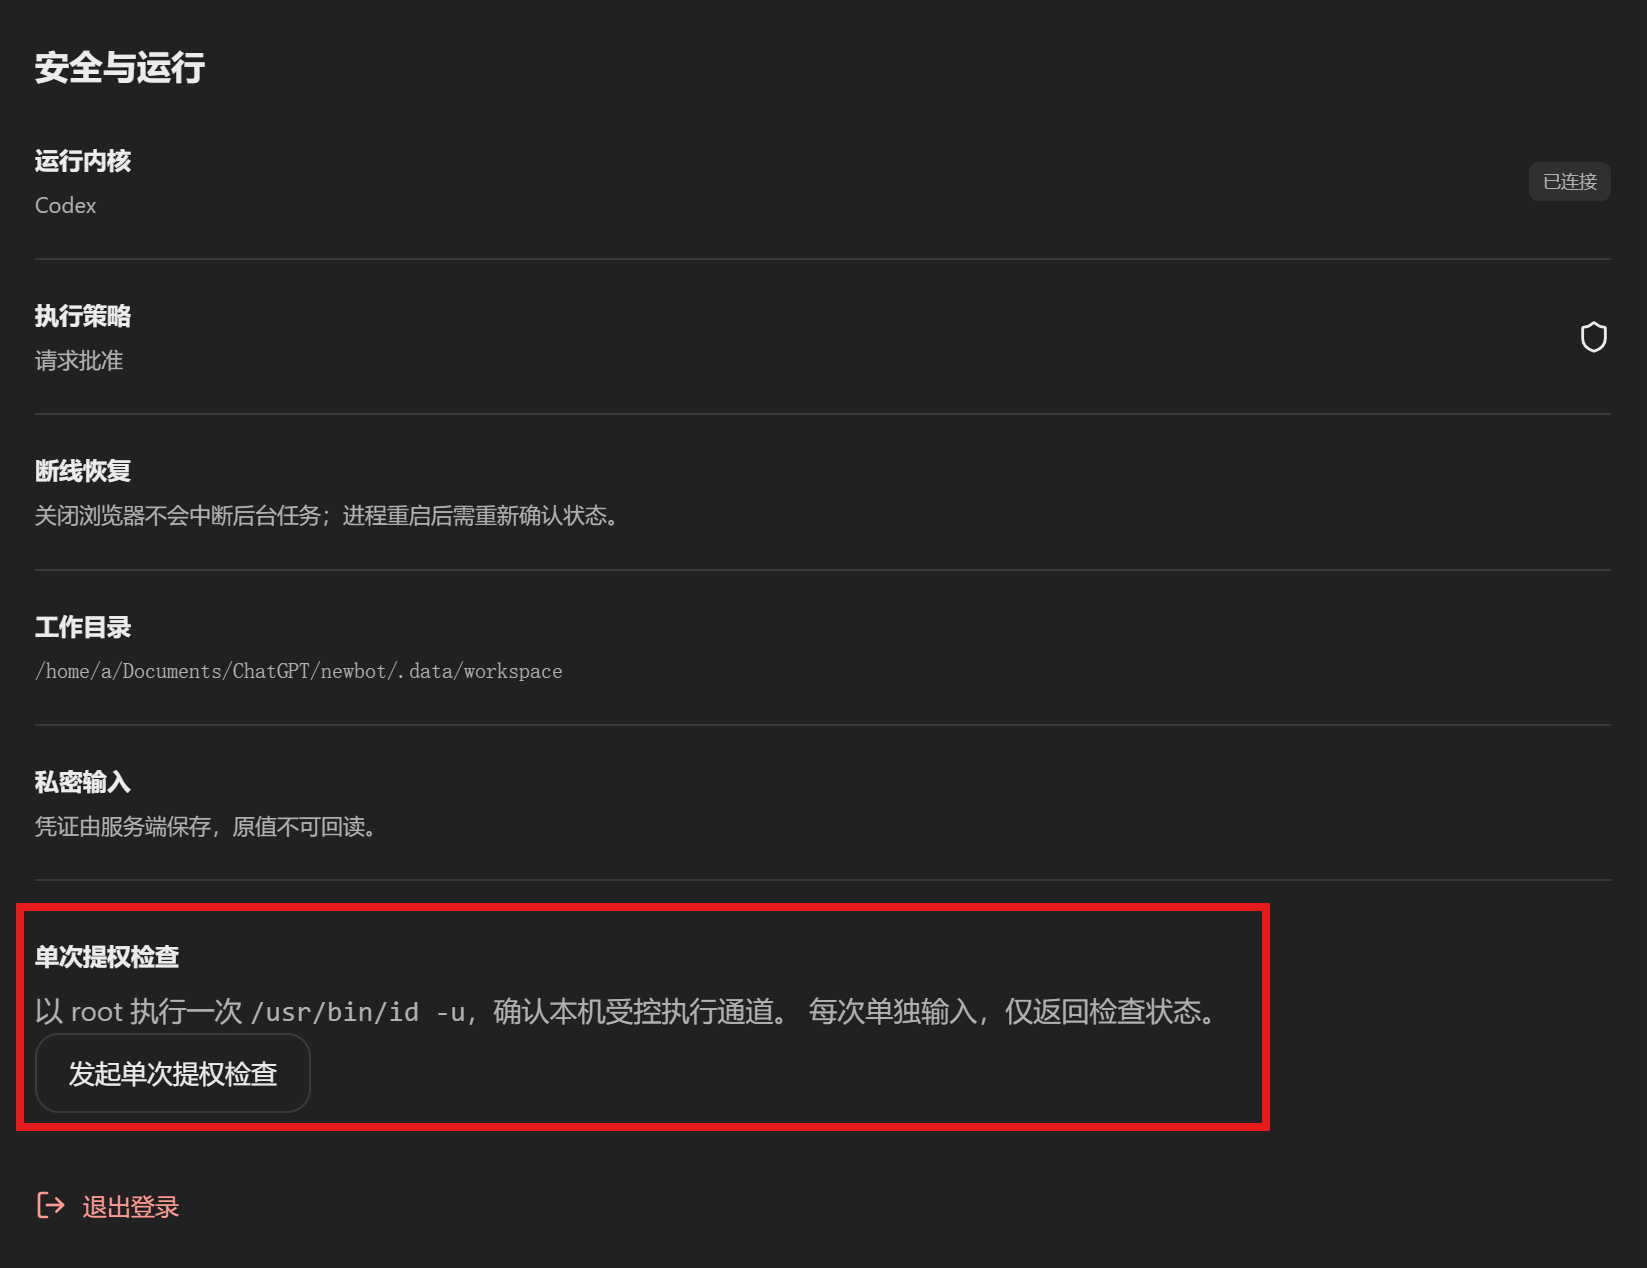 安全与运行
运行内核
Codex
已连接
执行策略
请求批准
断线恢复
关闭浏览器不会中断后台任务；进程重启后需重新确认状态。
工作目录
/home/a/Documents/ChatGPT/newbot/.data/workspace
私密输入
凭证由服务端保存，原值不可回读。
单次提权检查
以 root 执行一次 /usr/bin/id -u，确认本机受控执行通道。 每次单独输入，仅返回检查状态。
发起单次提权检查
退出登录